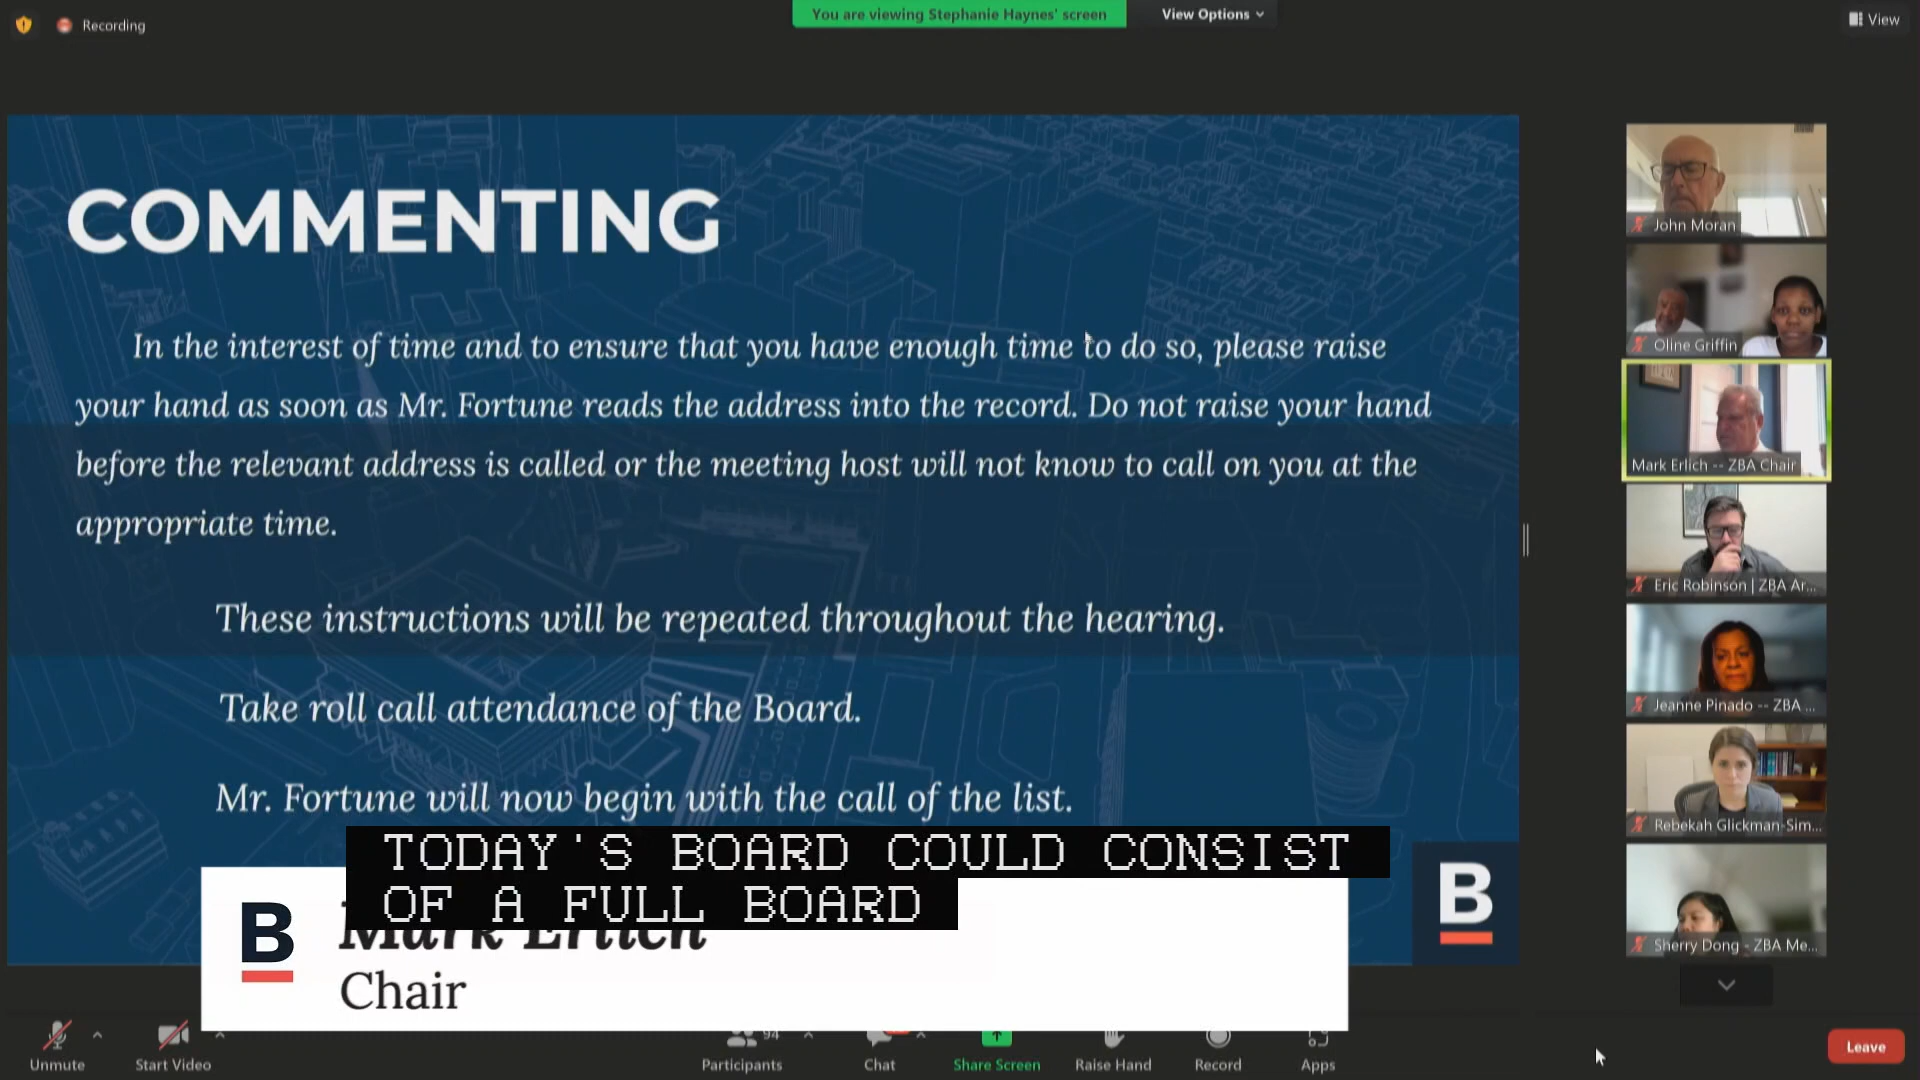 Recording
You are viewing Stephanie Haynes' screen
View Options
View
COMMENTING
In the interest of time and to ensure that you have enough time to do so, please raise
your hand as soon as Mr. Fortune reads the address into the record. Do not raise your hand
before the relevant address is called or the meeting host will not know to call on you at the
appropriate time.
These instructions will be repeated throughout the hearing.
Take roll call attendance of the Board.
Mr. Fortune will now begin with the call of the list.
TODAY'S BOARD COULD CONSIST
OF A FULL BOARD
B
Mark Erlich
Chair
B
John Moran
Oline Griffin
Mark Erlich -- ZBA Chair
Eric Robinson | ZBA Ar...
Jeanne Pinado -- ZBA ...
Rebekah Glickman-Sim...
Sherry Dong - ZBA Me...
Unmute
Start Video
94
Participants
Chat
Share Screen
Raise Hand
Record
Apps
Leave